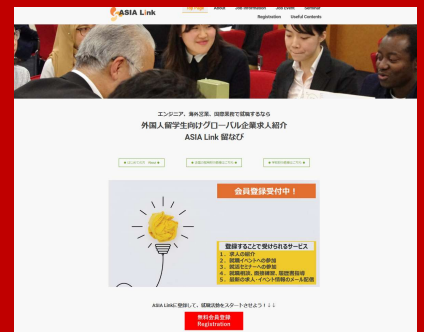 ASIA Link
Top Page About Job Information Job Event Seminar
Registration Useful Contents
エンジニア、海外営業、国際業務で就職するなら
外国人留学生向けグローバル企業求人紹介
ASIA Link 留なび
会員登録受付中！
登録することで受けられるサービス
1. 求人の紹介
2. 就職イベントへの参加
3. 就活セミナーへの参加
4. 就職相談、面接練習、履歴書指導
5. 最新の求人・イベント情報のメール配信
ASIA Linkに登録して、就職活動をスタートさせよう！↓↓
無料会員登録
Registration